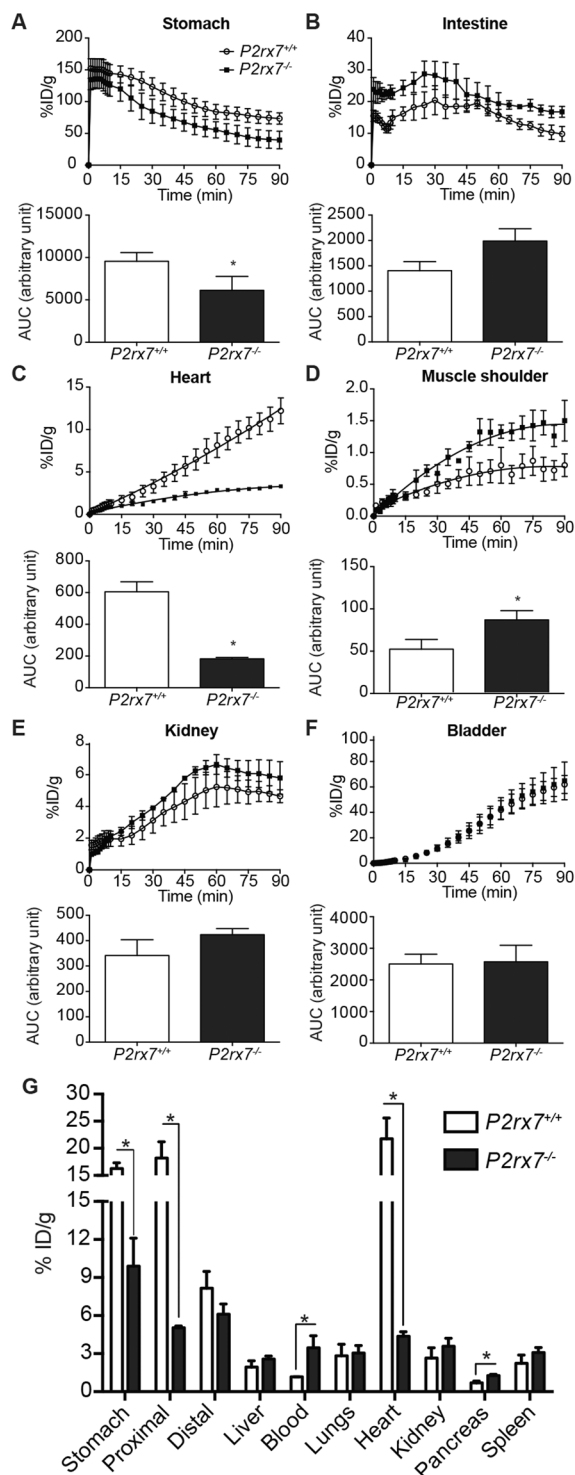 A Stomach
%ID/g
150
100
50
0
P2rx7+/+
P2rx7-/-
0 15 30 45 60 75 90
Time (min)
AUC (arbitrary unit)
15000
10000
5000
0
*
P2rx7+/+ P2rx7-/-
B Intestine
%ID/g
40
30
20
10
0
0 15 30 45 60 75 90
Time (min)
AUC (arbitrary unit)
2500
2000
1500
1000
500
0
P2rx7+/+ P2rx7-/-
C Heart
%ID/g
15
10
5
0
0 15 30 45 60 75 90
Time (min)
AUC (arbitrary unit)
800
600
400
200
0
*
P2rx7+/+ P2rx7-/-
D Muscle shoulder
%ID/g
2.0
1.5
1.0
0.5
0.0
0 15 30 45 60 75 90
Time (min)
AUC (arbitrary unit)
150
100
50
0
*
P2rx7+/+ P2rx7-/-
E Kidney
%ID/g
8
6
4
2
0
0 15 30 45 60 75 90
Time (min)
AUC (arbitrary unit)
500
400
300
200
100
0
P2rx7+/+ P2rx7-/-
F Bladder
%ID/g
100
80
60
40
20
0
0 15 30 45 60 75 90
Time (min)
AUC (arbitrary unit)
4000
3000
2000
1000
0
P2rx7+/+ P2rx7-/-
G
% ID/g
30
25
20
15
12
9
6
3
0
* * * * *
P2rx7+/+
P2rx7-/-
Stomach Proximal Distal Liver Blood Lungs Heart Kidney Pancreas Spleen